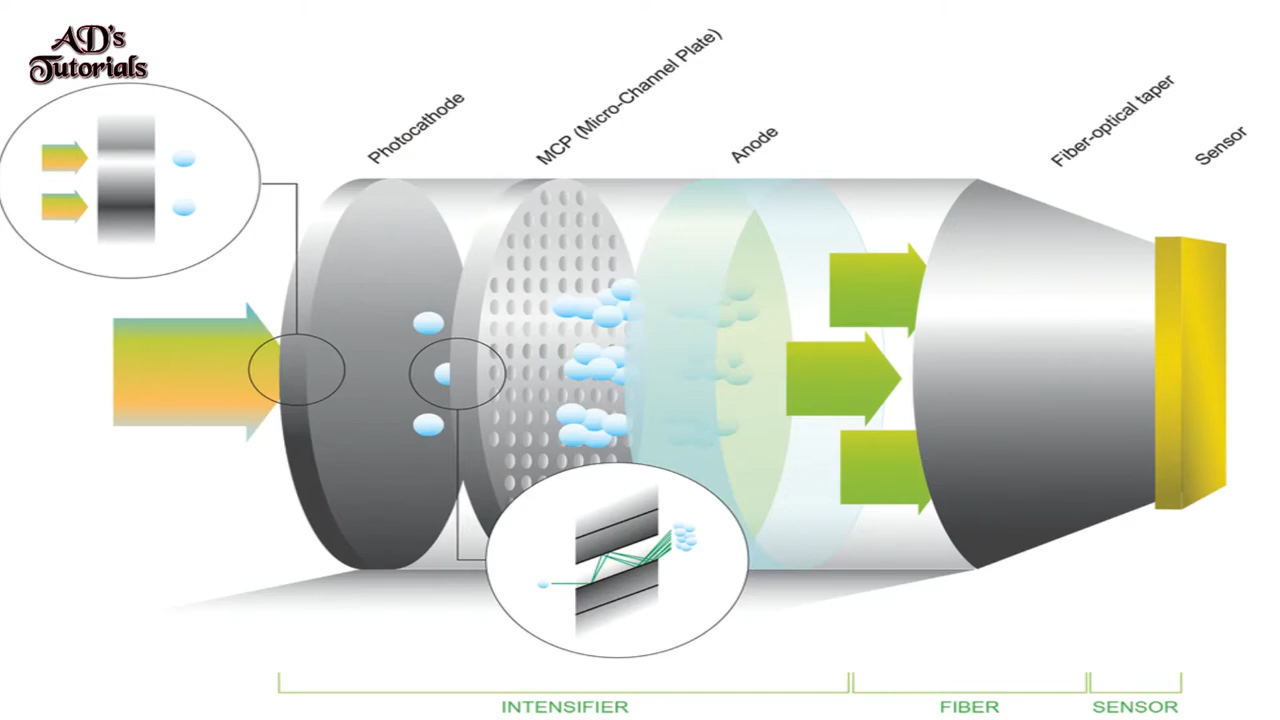 AD's
Tutorials
Photocathode
MCP (Micro-Channel Plate)
Anode
Fiber-optical taper
Sensor
INTENSIFIER
FIBER
SENSOR